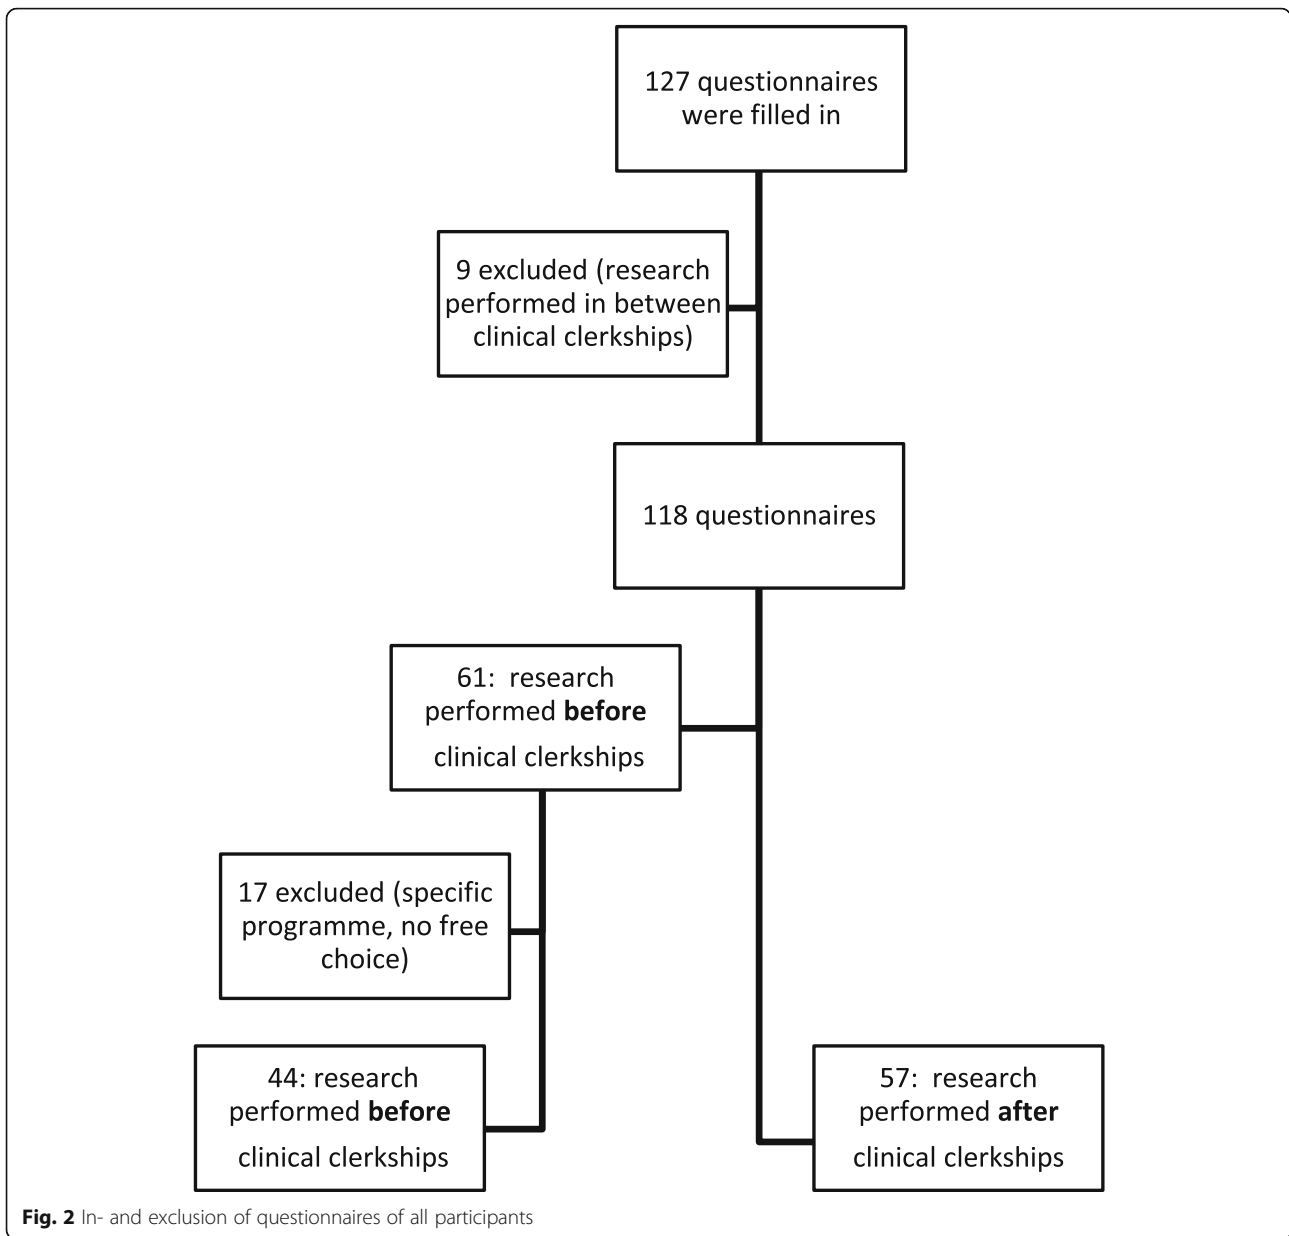 127 questionnaires
were filled in
9 excluded (research
performed in between
clinical clerkships)
118 questionnaires
61:  research
performed before
clinical clerkships
17 excluded (specific
programme, no free
choice)
44: research
performed before
clinical clerkships
57:  research
performed after
clinical clerkships
Fig. 2 In- and exclusion of questionnaires of all participants